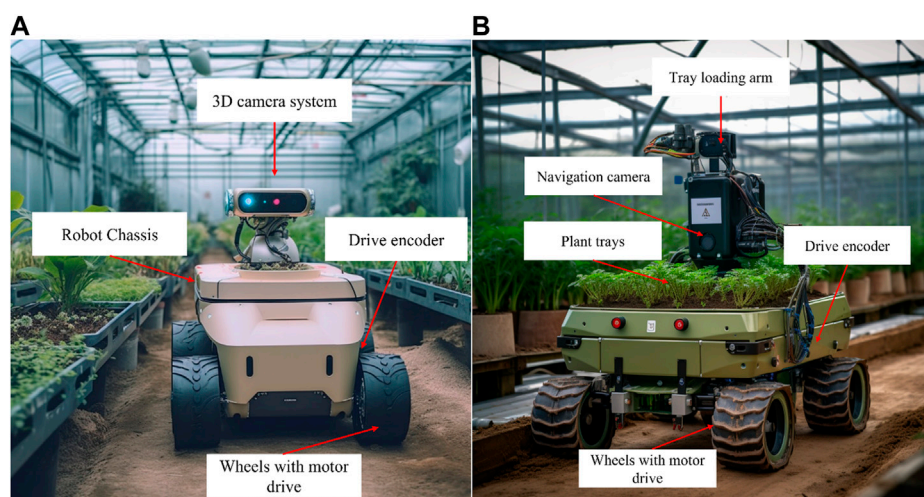 A
3D camera system
Robot Chassis
Drive encoder
Wheels with motor
drive
B
Tray loading arm
Navigation camera
Plant trays
Drive encoder
Wheels with motor
drive